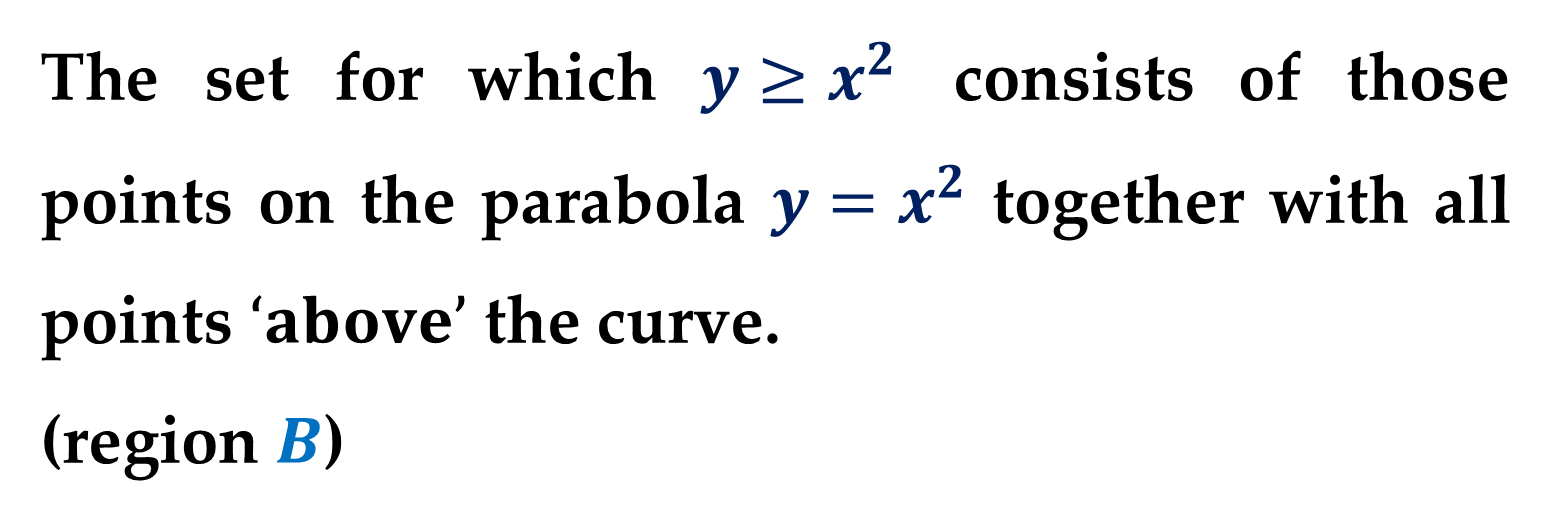 The set for which y ≥ x² consists of those
points on the parabola y = x² together with all
points ‘above’ the curve.
(region B)